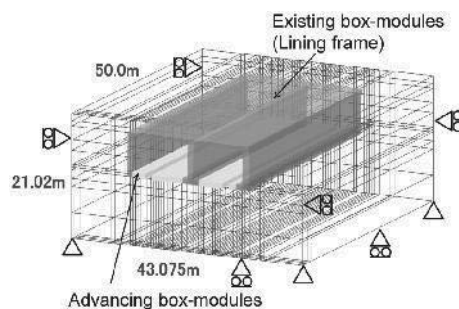 Existing box-modules
(Lining frame)
50.0m
21.02m
43.075m
Advancing box-modules